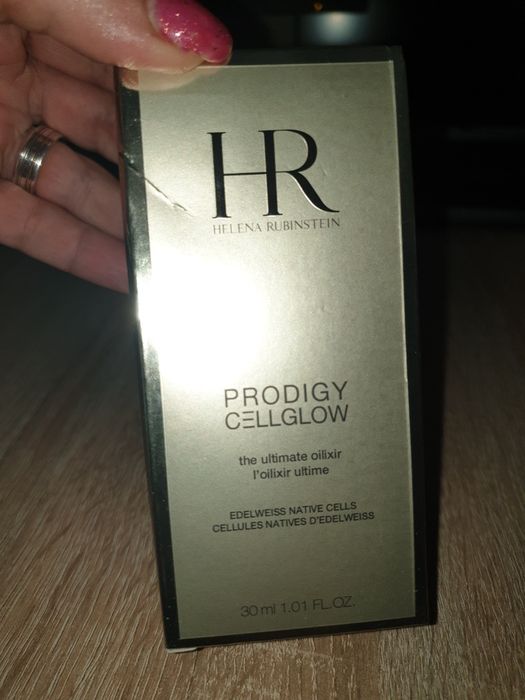 HR
HELENA RUBINSTEIN
PRODIGY
CELLGLOW
the ultimate oilixir
l'oilixir ultime
EDELWEISS NATIVE CELLS
CELLULES NATIVES D'EDELWEISS
30 ml 1.01 FL.OZ.